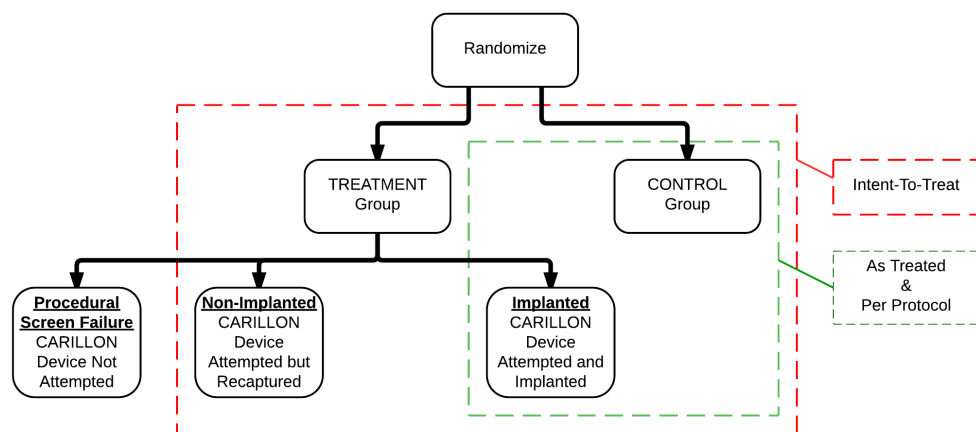 Randomize
TREATMENT
Group
CONTROL
Group
Intent-To-Treat
As Treated
&
Per Protocol
Procedural
Screen Failure
CARILLON
Device Not
Attempted
Non-Implanted
CARILLON
Device
Attempted but
Recaptured
Implanted
CARILLON
Device
Attempted and
Implanted